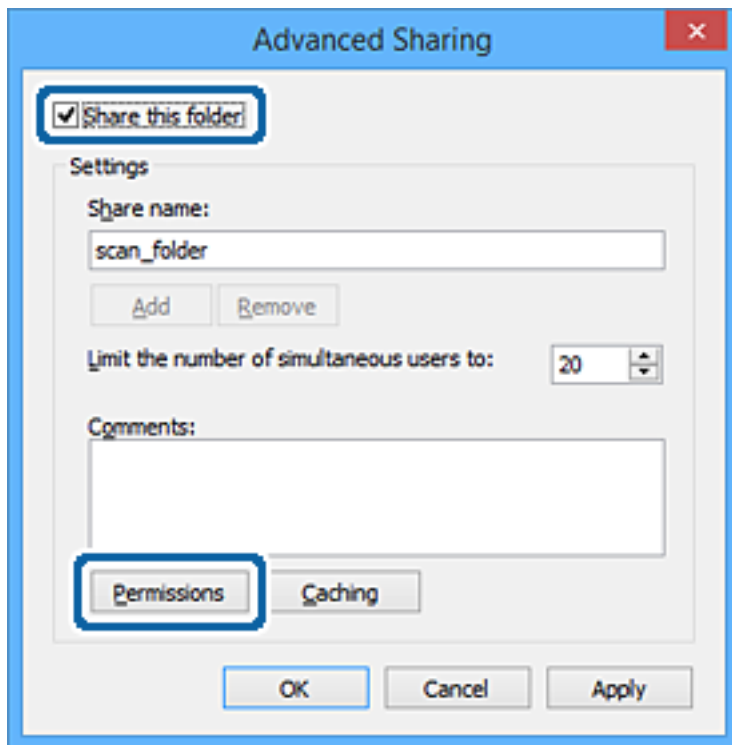 Advanced Sharing
Share this folder
Settings
Share name:
scan_folder
Add Remove
Limit the number of simultaneous users to: 20
Comments:
Permissions Caching
OK Cancel Apply